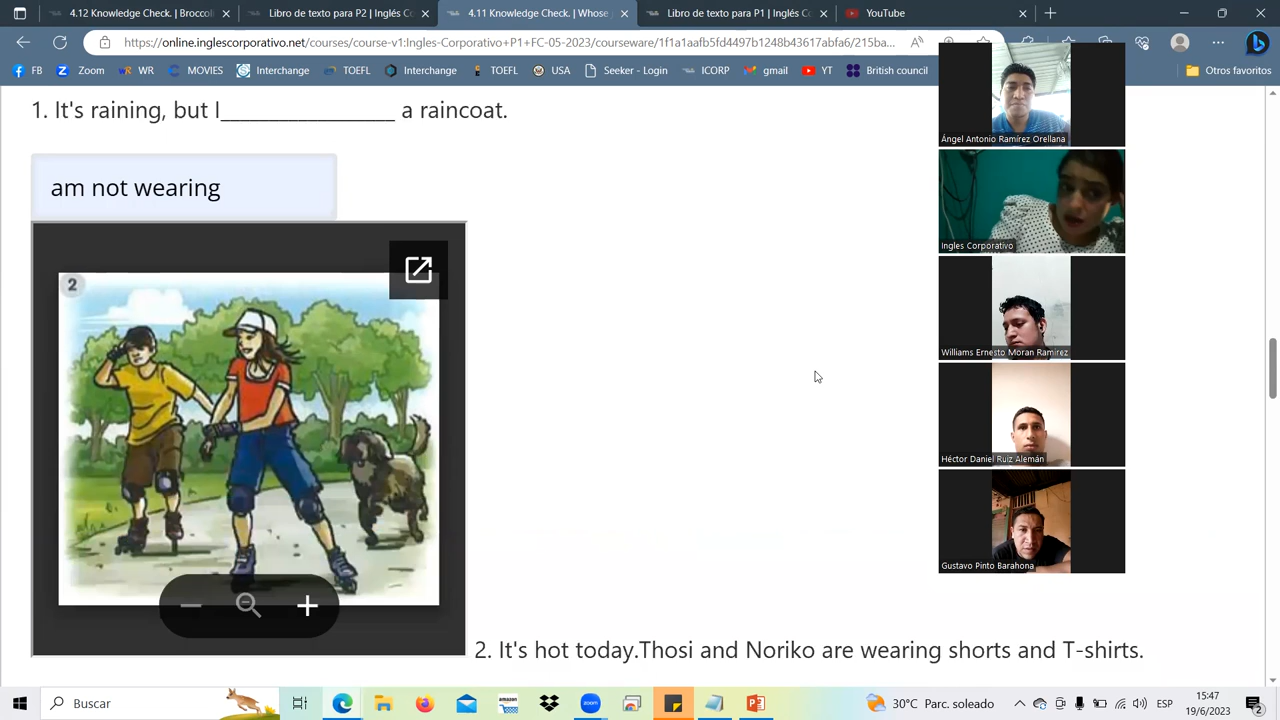 4.12 Knowledge Check. | Broccoli
Libro de texto para P2 | Inglés Co
4.11 Knowledge Check. | Whose
Libro de texto para P1 | Inglés Co
YouTube
https://online.inglescorporativo.net/courses/course-v1:Ingles-Corporativo+P1+FC-05-2023/courseware/1f1a1aafb5fd4497b1248b43617abfa6/215ba...
FB
Zoom
WR
MOVIES
Interchange
Interchange
TOEFL
USA
Seeker - Login
ICORP
gmail
YT
British council
Otros favoritos
1. It's raining, but I________________ a raincoat.
am not wearing
2
2. It's hot today.Thosi and Noriko are wearing shorts and T-shirts.
Ángel Antonio Ramírez Orellana
Ingles Corporativo
Williams Ernesto Moran Ramirez
Héctor Daniel Ruiz Alemán
Gustavo Pinto Barahona
Buscar
amazon
zoom
30°C Parc. soleado
ESP
15:47
19/6/2023
2